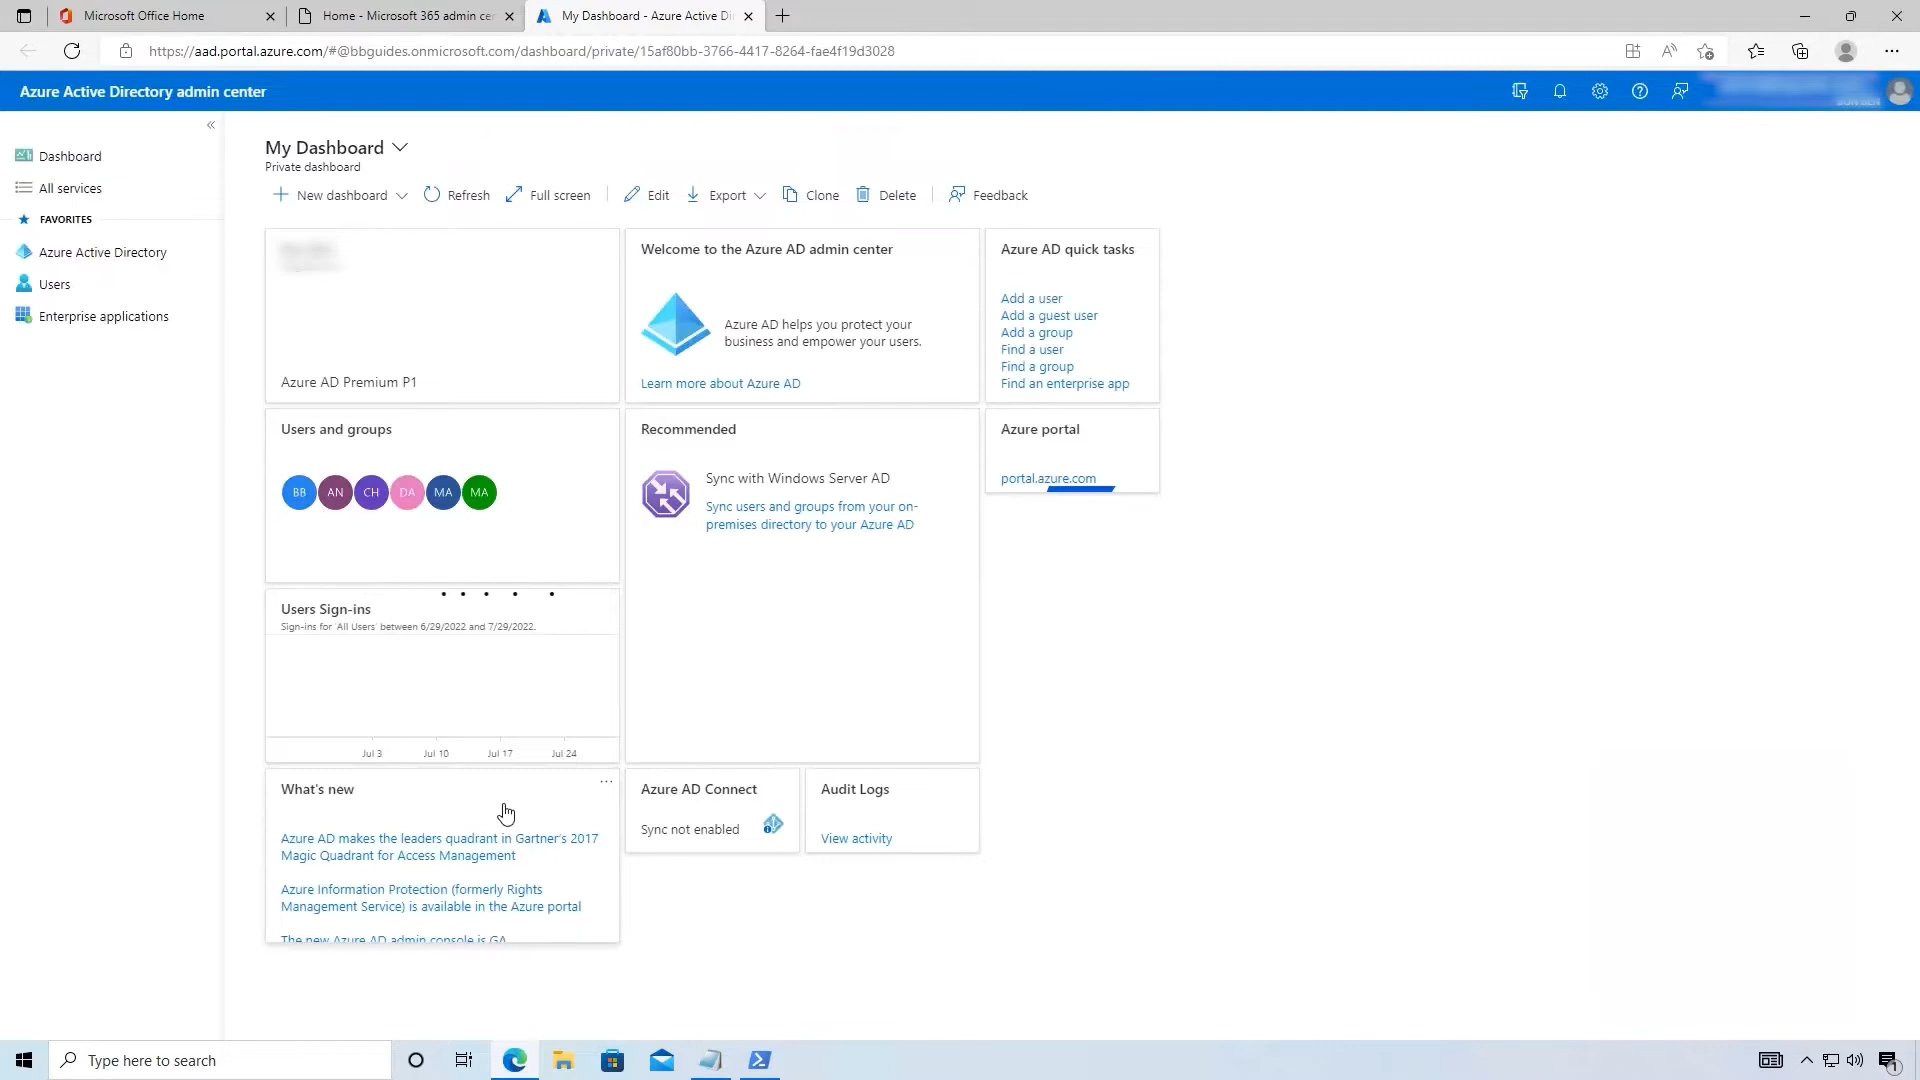 Microsoft Office Home
Home - Microsoft 365 admin cen
My Dashboard - Azure Active Di
https://aad.portal.azure.com/#@bbguides.onmicrosoft.com/dashboard/private/15af80bb-3766-4417-8264-fae4f19d3028
Azure Active Directory admin center
Dashboard
All services
FAVORITES
Azure Active Directory
Users
Enterprise applications
My Dashboard
Private dashboard
New dashboard
Refresh
Full screen
Edit
Export
Clone
Delete
Feedback
Azure AD Premium P1
Welcome to the Azure AD admin center
Azure AD helps you protect your
business and empower your users.
Learn more about Azure AD
Azure AD quick tasks
Add a user
Add a guest user
Add a group
Find a user
Find a group
Find an enterprise app
Users and groups
BB
AN
CH
DA
MA
MA
Recommended
Sync with Windows Server AD
Sync users and groups from your on-
premises directory to your Azure AD
Azure portal
portal.azure.com
Users Sign-ins
Sign-ins for 'All Users' between 6/29/2022 and 7/29/2022.
Jul 3
Jul 10
Jul 17
Jul 24
What's new
Azure AD makes the leaders quadrant in Gartner's 2017
Magic Quadrant for Access Management
Azure Information Protection (formerly Rights
Management Service) is available in the Azure portal
The new Azure AD admin console is GA
Azure AD Connect
Sync not enabled
Audit Logs
View activity
Type here to search
1